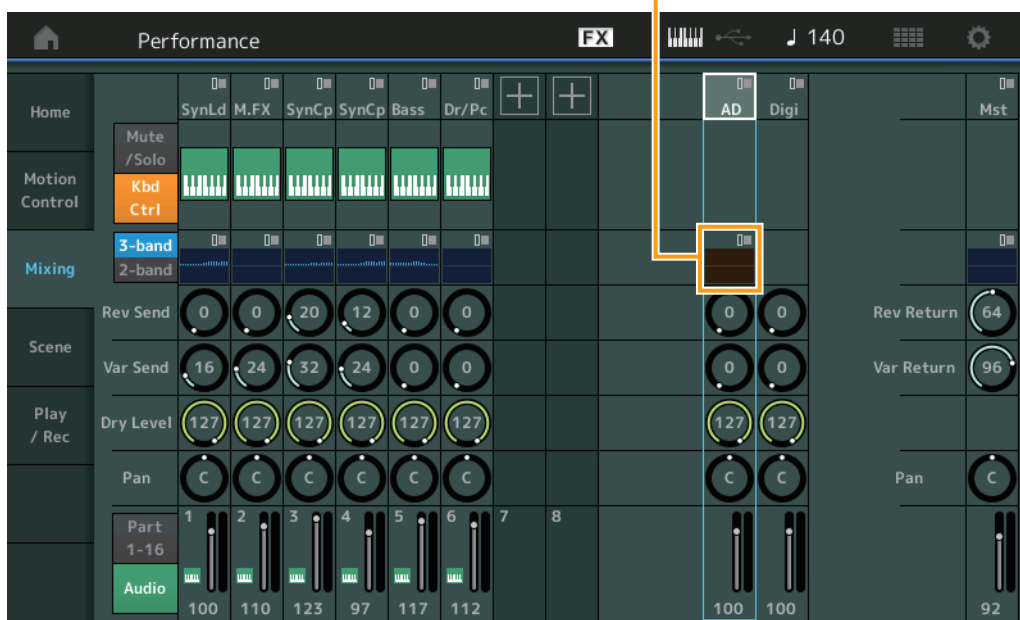 Performance
FX
140
Home
SynLd M.FX SynCp SynCp Bass Dr/Pc AD Digi Mst
Mute
/Solo
Motion
Control
Kbd
Ctrl
3-band
Mixing
2-band
Rev Send 0 0 20 12 0 0 0 0 Rev Return 64
Scene
Var Send 16 24 32 24 0 0 0 0 Var Return 96
Play
/ Rec
Dry Level 127 127 127 127 127 127 127 127
Pan C C C C C C C C Pan C
1 2 3 4 5 6 7 8
Part
1-16
Audio
100 110 123 97 117 112 100 100 92